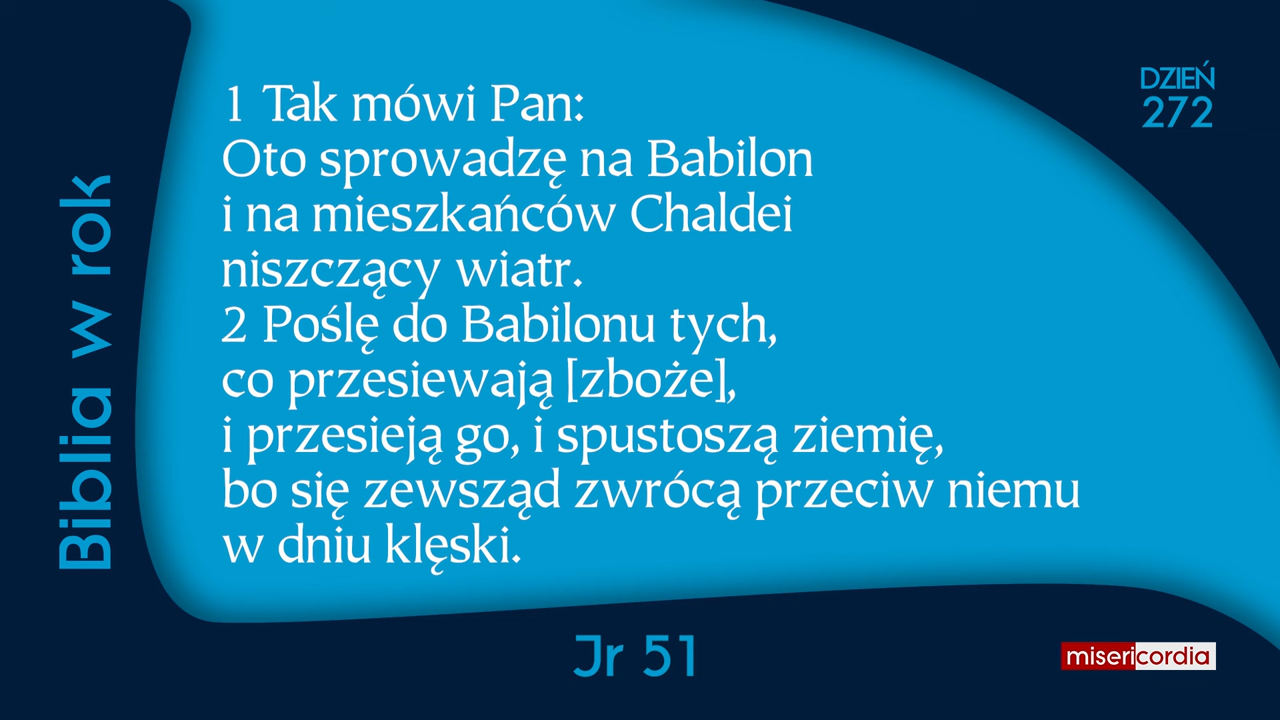 Biblia w rok
1 Tak mówi Pan:
Oto sprowadzę na Babilon
i na mieszkańców Chaldei
niszczący wiatr.
2 Poślę do Babilonu tych,
co przesiewają [zboże],
i przesieją go, i spustoszą ziemię,
bo się zewsząd zwrócą przeciw niemu
w dniu klęski.
DZIEŃ
272
Jr 51
misericordia